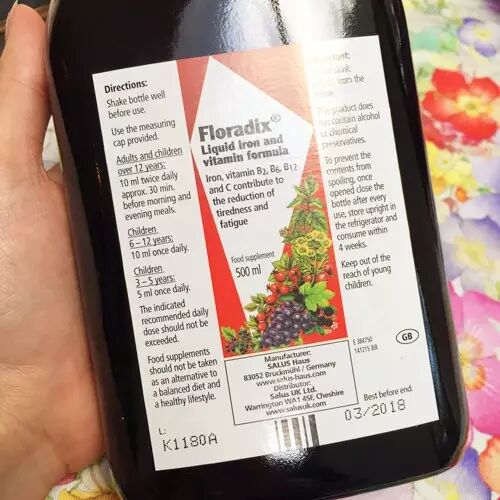 Directions:
Shake bottle well
before use.
Use the measuring
cap provided.
Adults and children
over 12 years:
10 ml twice daily
approx. 30 min.
before morning and
evening meals.
Children
6 – 12 years:
10 ml once daily.
Children
3 – 5 years:
5 ml once daily.
The indicated
recommended daily
dose should not be
exceeded.
Food supplements
should not be taken
as an alternative to
a balanced diet and
a healthy lifestyle.
L:
K1180A
Floradix®
Liquid iron and
vitamin formula
Iron, vitamin B2, B6, B12
and C contribute to
the reduction of
tiredness and
fatigue
Food supplement
500 ml
Manufacturer:
SALUS Haus
83052 Bruckmühl / Germany
www.salus-haus.com
Distributor:
Salus UK Ltd.
Warrington WA1 4SF, Cheshire
www.salusuk.com
from the
product does
not contain alcohol
or chemical
preservatives.
To prevent the
contents from
spoiling, once
opened close the
bottle after every
use, store upright in
the refrigerator and
consume within
4 weeks.
Keep out of the
reach of young
children.
E 384750
141215 BR
GB
Best before end:
03/2018